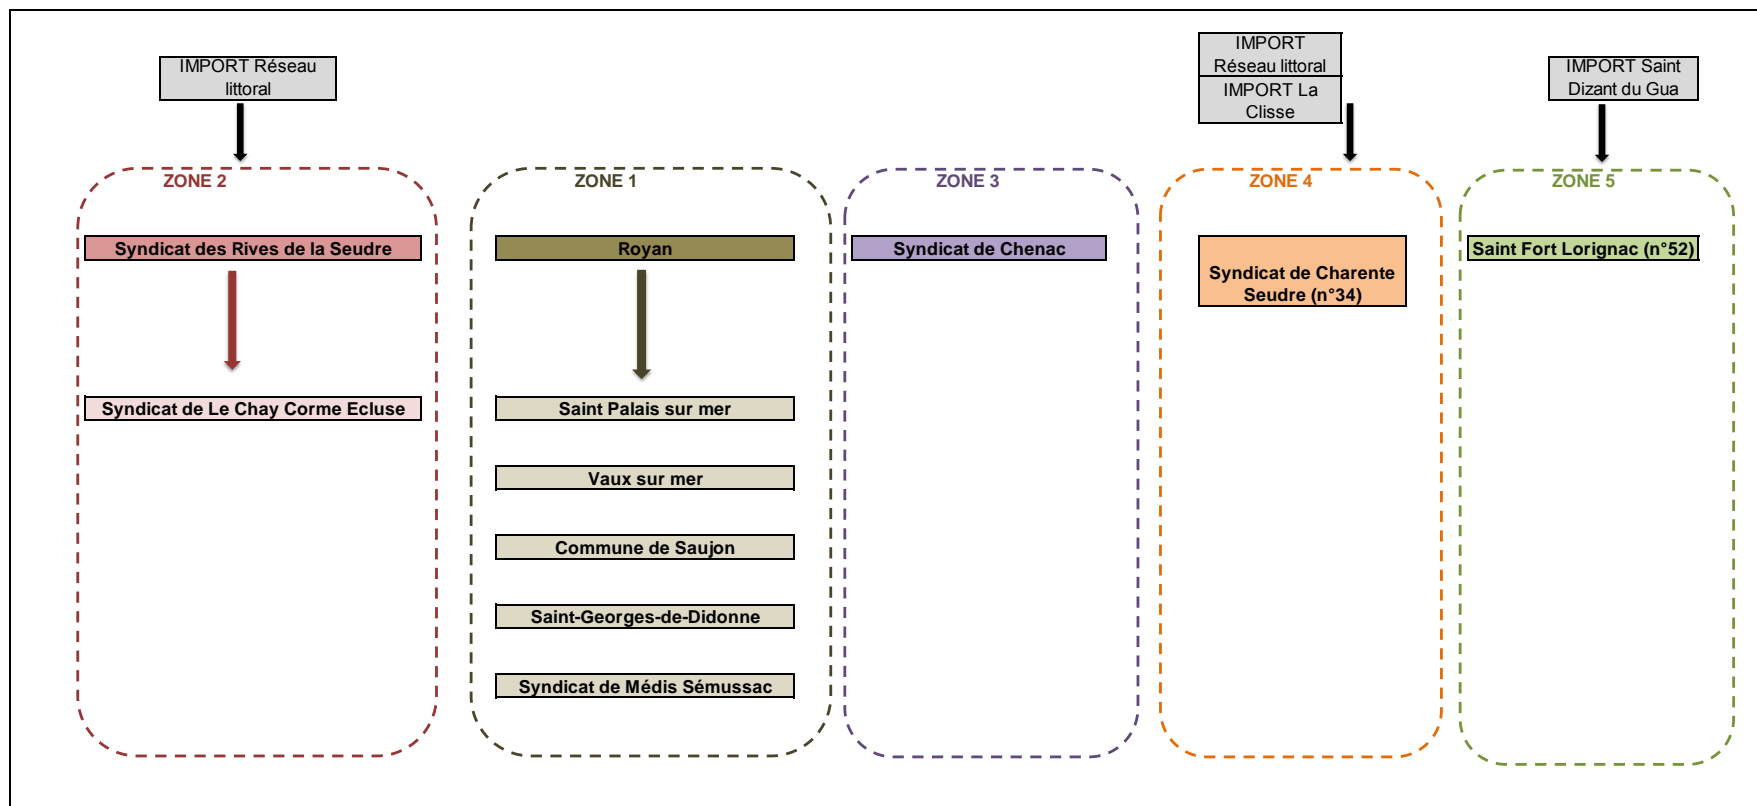 IMPORT Réseau
littoral
IMPORT
Réseau littoral
IMPORT La
Clisse
IMPORT Saint
Dizant du Gua
ZONE 2
ZONE 1
ZONE 3
ZONE 4
ZONE 5
Syndicat des Rives de la Seudre
Royan
Syndicat de Chenac
Syndicat de Charente
Seudre (n°34)
Saint Fort Lorignac (n°52)
Syndicat de Le Chay Corme Ecluse
Saint Palais sur mer
Vaux sur mer
Commune de Saujon
Saint-Georges-de-Didonne
Syndicat de Médis Sémussac